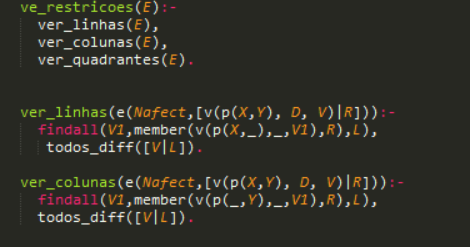 ve_restricoes(E):-
ver_linhas(E),
ver_colunas(E),
ver_quadrantes(E).
ver_linhas(e(Nafect,[v(p(X,Y), D, V)|R])):-
findall(V1,member(v(p(X,_),_,V1),R),L),
todos_diff([V|L]).
ver_colunas(e(Nafect,[v(p(X,Y), D, V)|R])):-
findall(V1,member(v(p(_,Y),_,V1),R),L),
todos_diff([V|L]).